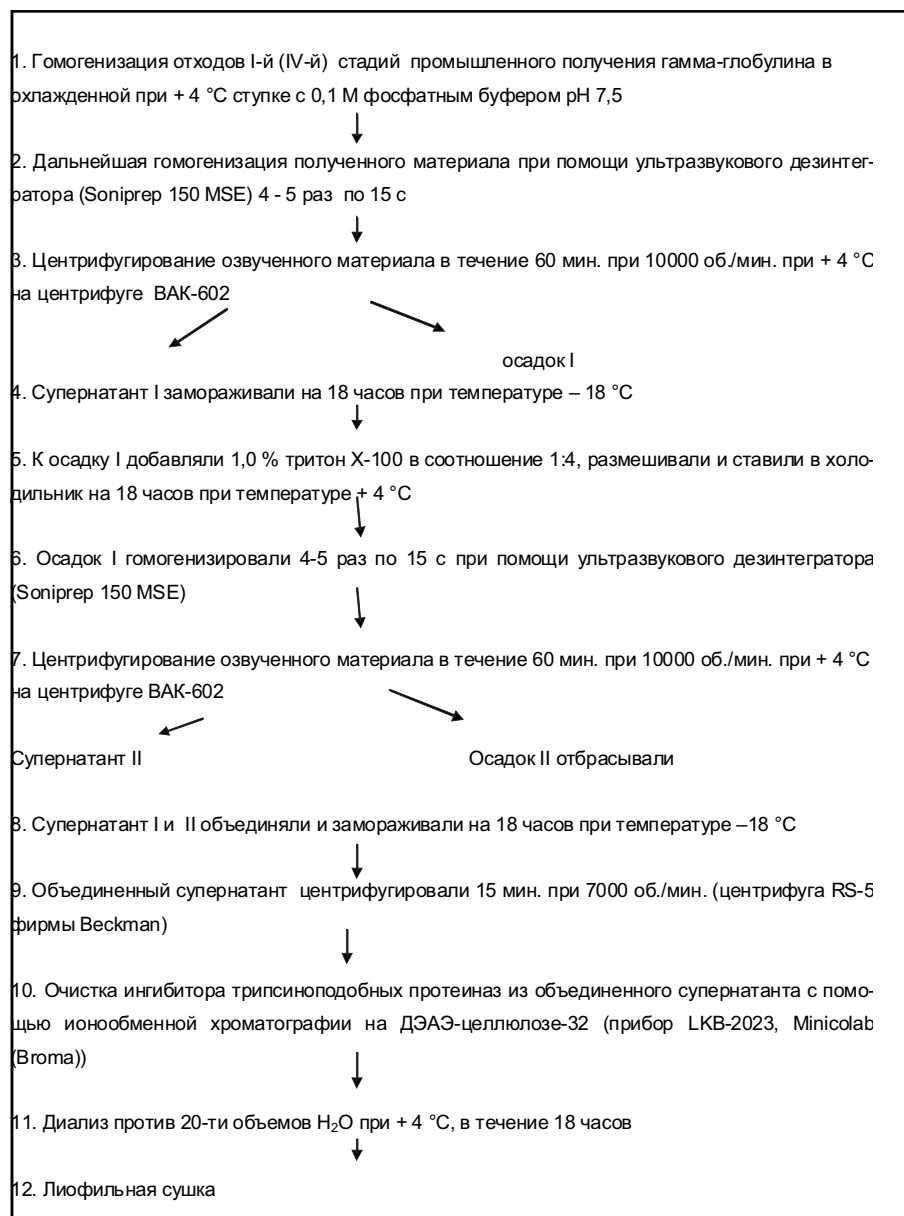 1. Гомогенизация отходов I-й (IV-й) стадий промышленного получения гамма-глобулина в
охлажденной при + 4 °С ступке с 0,1 М фосфатным буфером pH 7,5
2. Дальнейшая гомогенизация полученного материала при помощи ультразвукового дезинтег-
ратора (Soniprep 150 MSE) 4 - 5 раз по 15 с
3. Центрифугирование озвученного материала в течение 60 мин. при 10000 об./мин. при + 4 °С
на центрифуге ВАК-602
осадок I
4. Супернатант I замораживали на 18 часов при температуре – 18 °С
5. К осадку I добавляли 1,0 % тритон Х-100 в соотношение 1:4, размешивали и ставили в холо-
дильник на 18 часов при температуре + 4 °С
6. Осадок I гомогенизировали 4-5 раз по 15 с при помощи ультразвукового дезинтегратора
(Soniprep 150 MSE)
7. Центрифугирование озвученного материала в течение 60 мин. при 10000 об./мин. при + 4 °С
на центрифуге ВАК-602
Супернатант II Осадок II отбрасывали
8. Супернатант I и II объединяли и замораживали на 18 часов при температуре –18 °С
9. Объединенный супернатант центрифугировали 15 мин. при 7000 об./мин. (центрифуга RS-5
фирмы Beckman)
10. Очистка ингибитора трипсиноподобных протеиназ из объединенного супернатанта с помо-
щью ионообменной хроматографии на ДЭАЭ-целлюлозе-32 (прибор LKB-2023, Minicolab
(Broma))
11. Диализ против 20-ти объемов H₂O при + 4 °С, в течение 18 часов
12. Лиофильная сушка